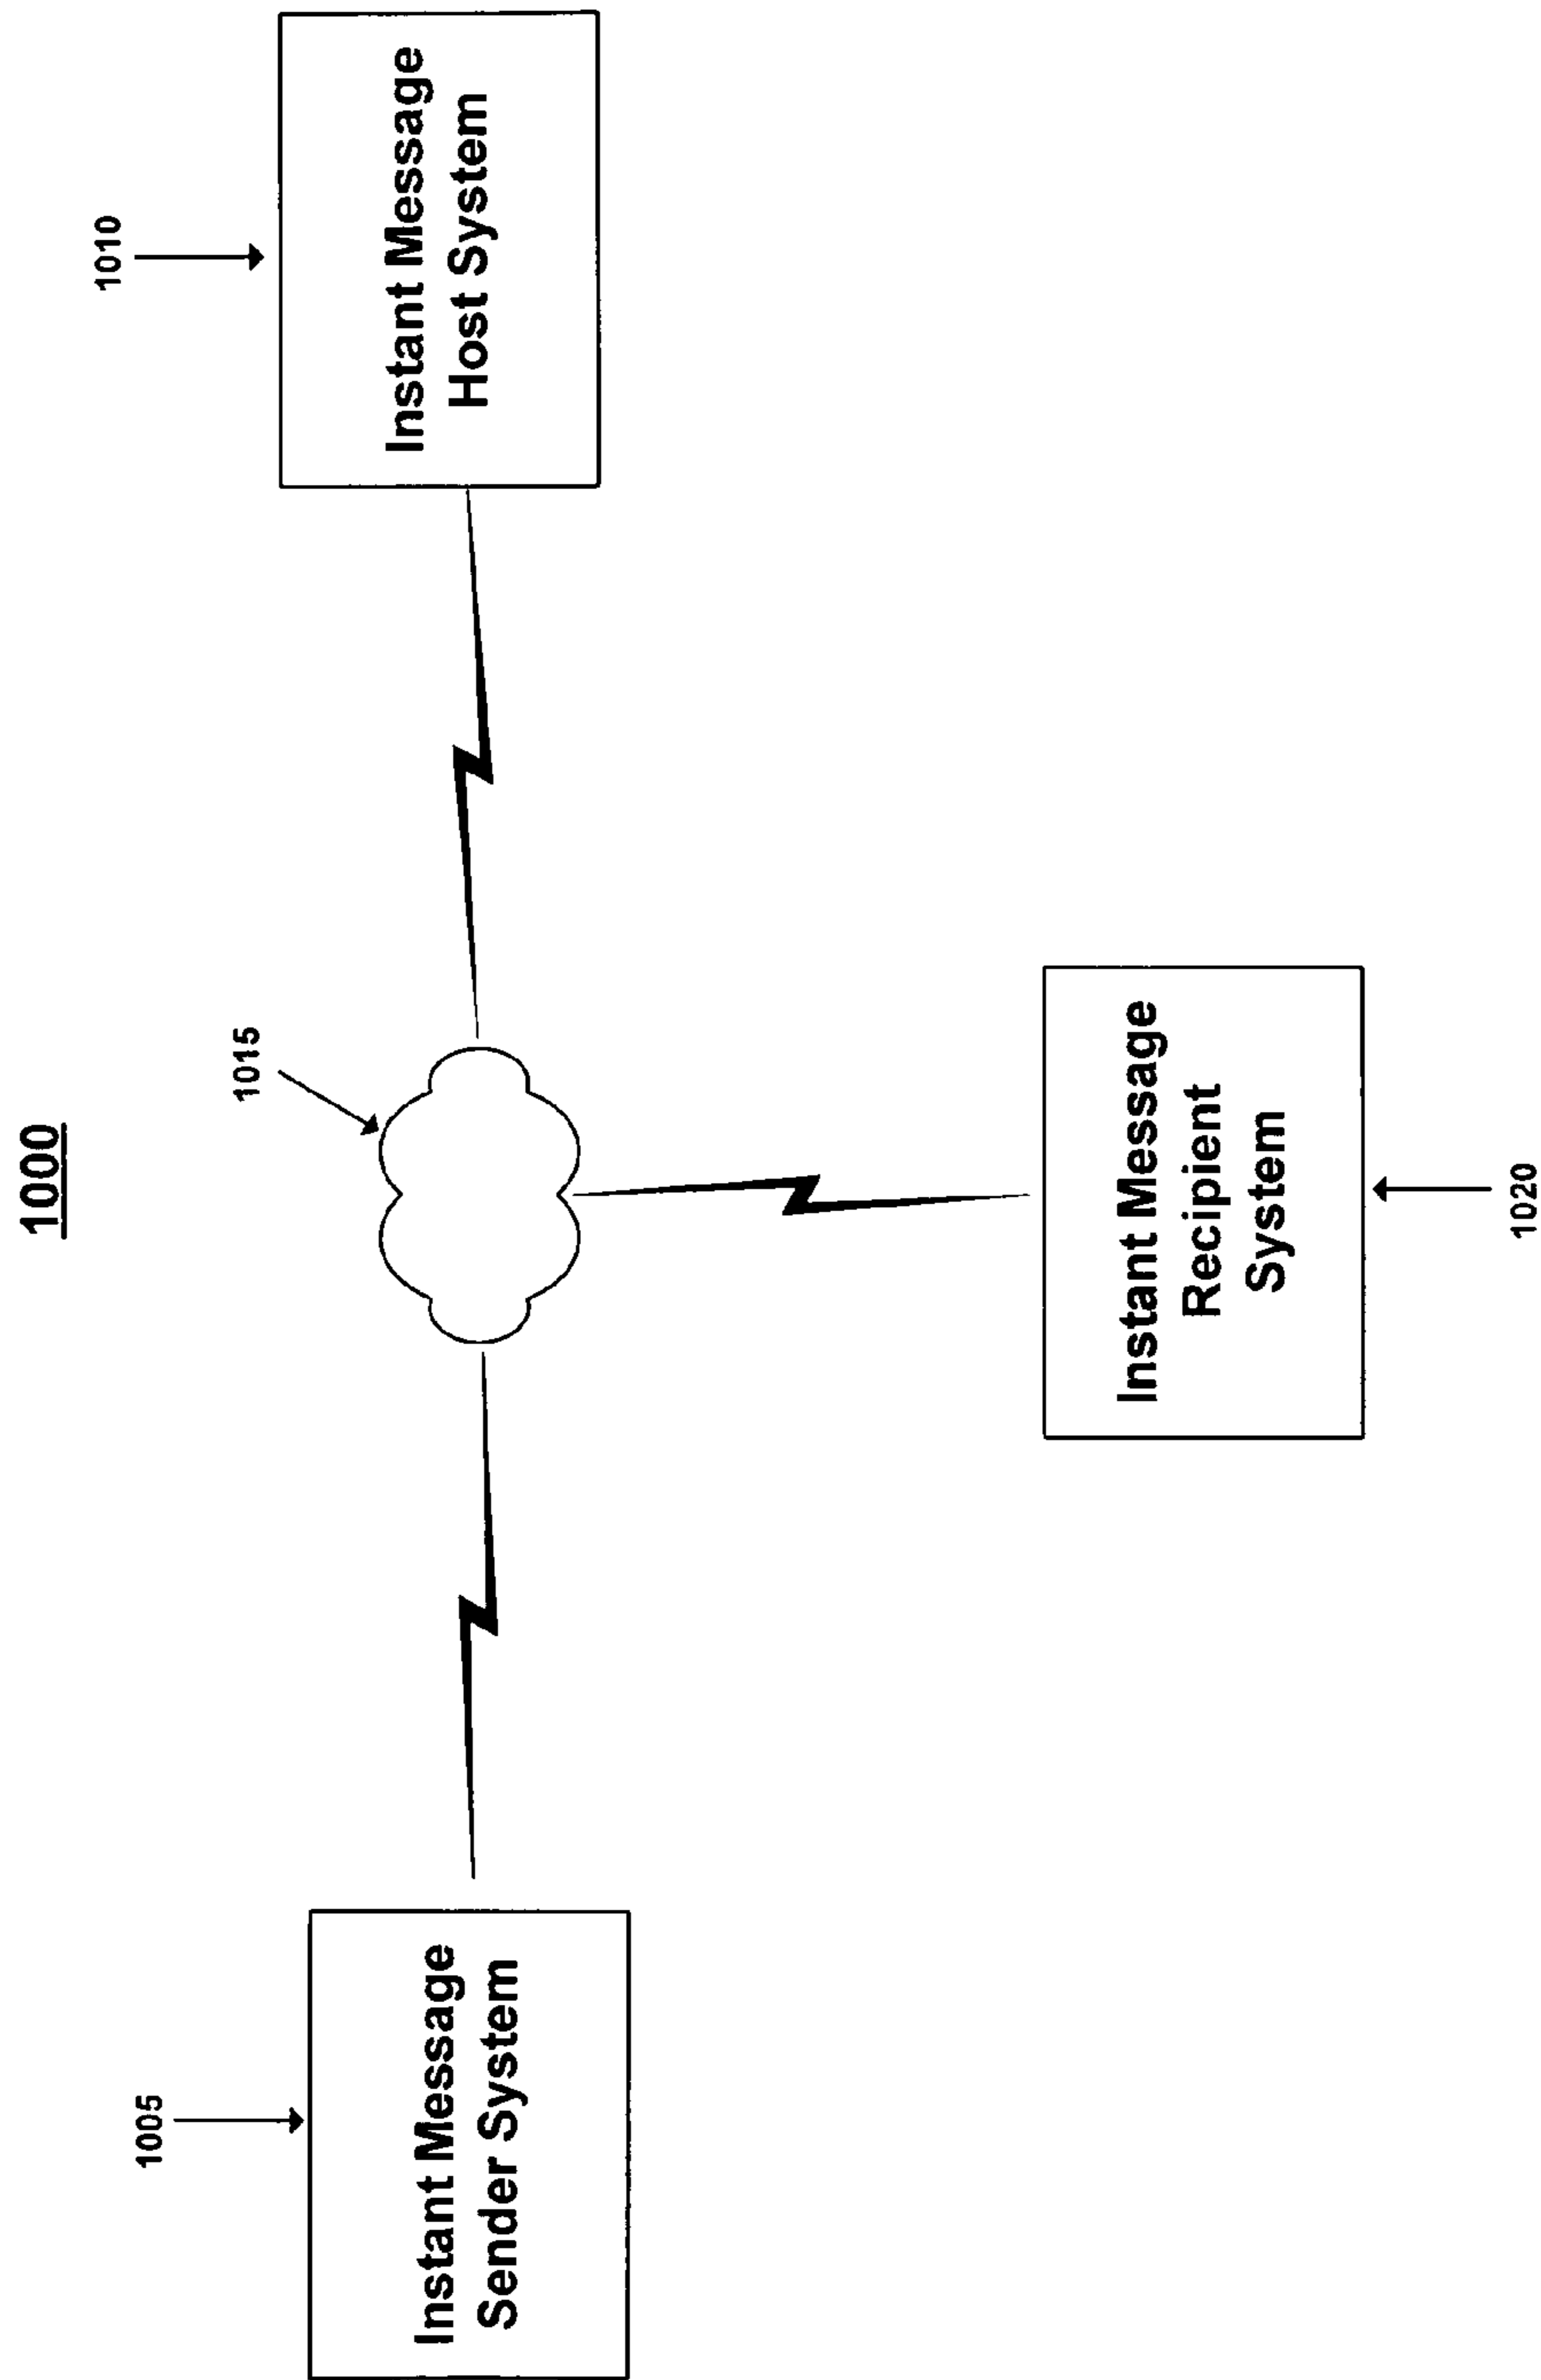 1000
1005
Instant Message
Sender System
1015
1010
Instant Message
Host System
Instant Message
Recipient
System
1020